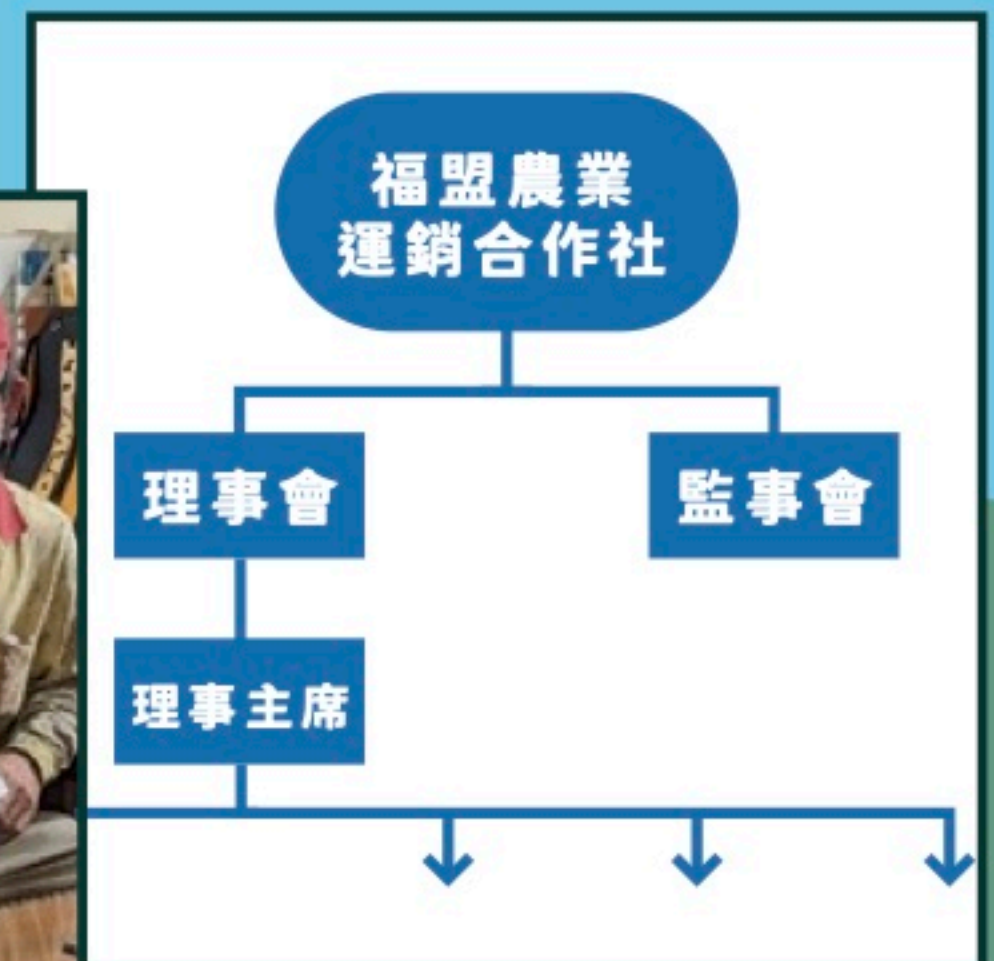 福盟農業
運銷合作社
理事會
監事會
理事主席